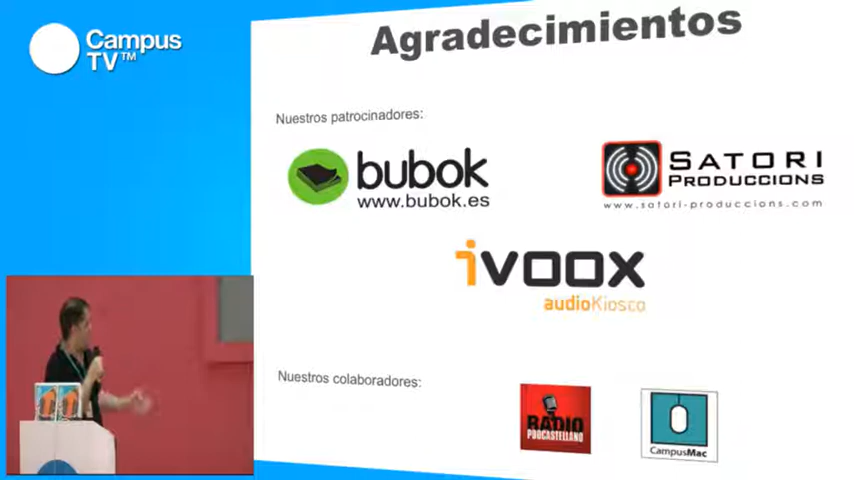 Campus
TV™
Agradecimientos
Nuestros patrocinadores:
bubok
www.bubok.es
SATORI
PRODUCCIONS
www.satori-produccions.com
ivoox
audioKiosco
Nuestros colaboradores:
RADIO
PODCASTELLANO
CampusMac